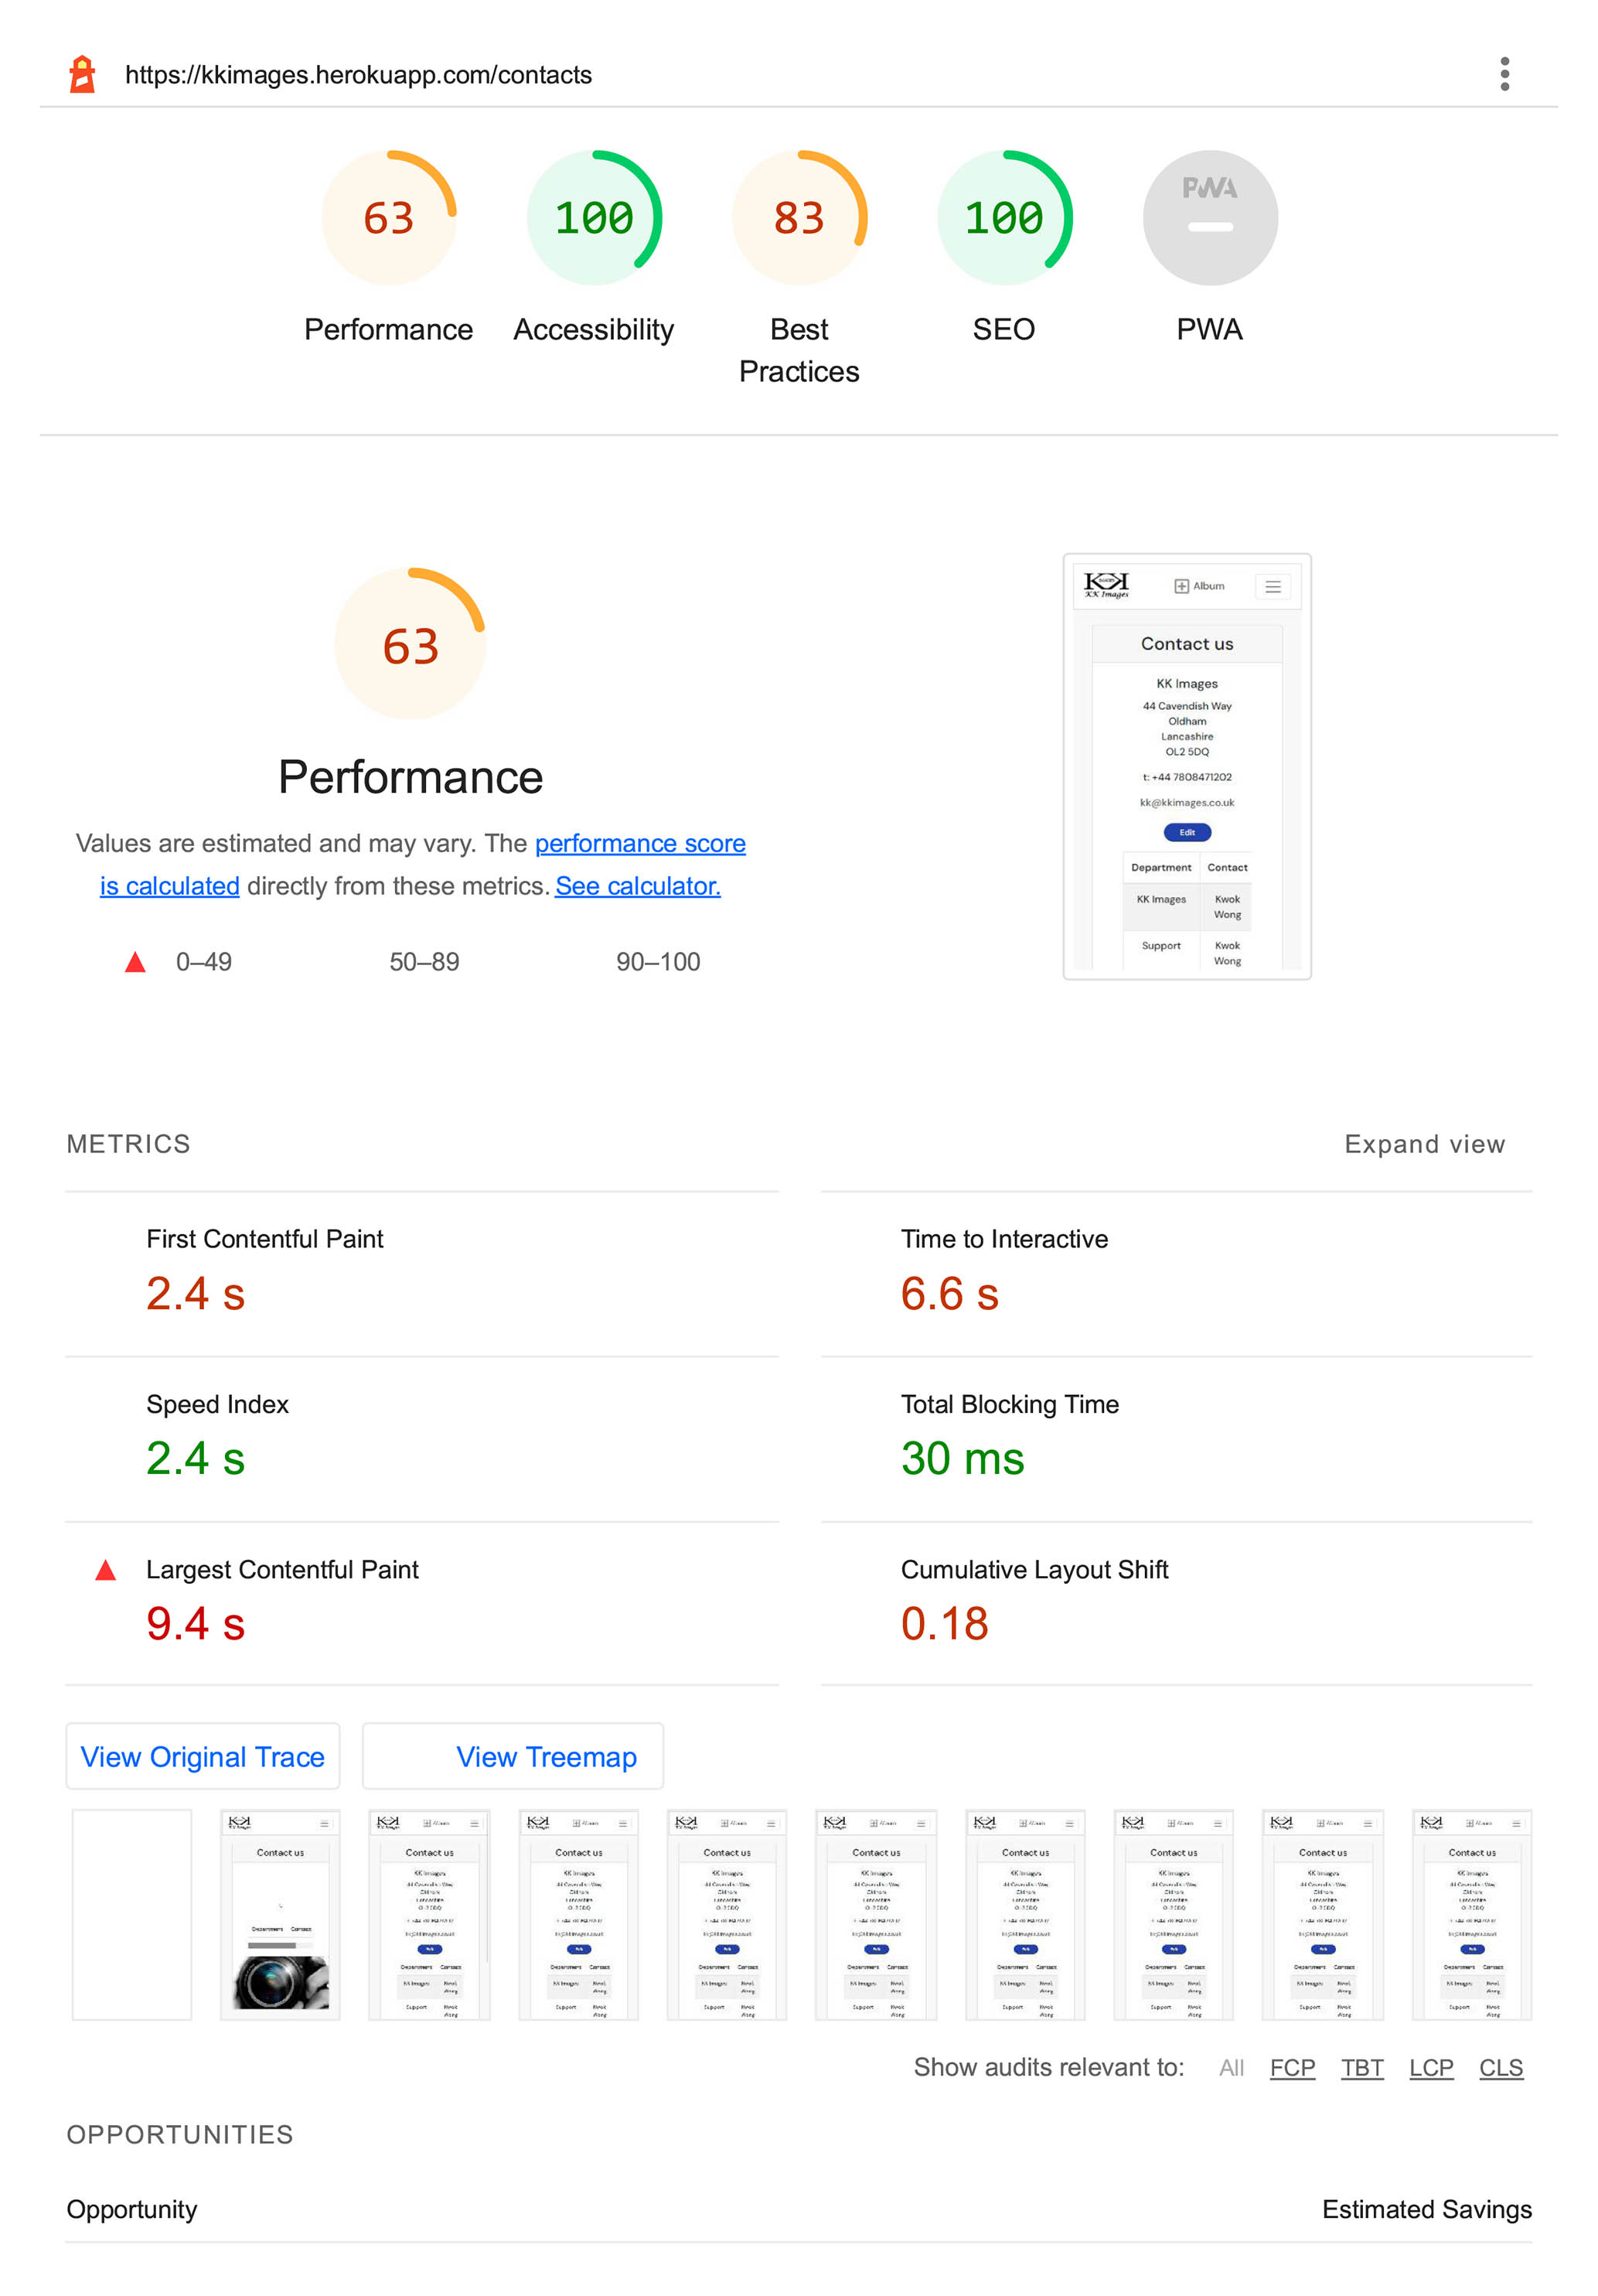 https://kkimages.herokuapp.com/contacts
63
100
83
100
PWA
Performance
Accessibility
Best
Practices
SEO
PWA
63
Performance
Values are estimated and may vary. The performance score
is calculated directly from these metrics. See calculator.
0–49
50–89
90–100
KK Images
Album
Contact us
KK Images
44 Cavendish Way
Oldham
Lancashire
OL2 5DQ
t: +44 7808471202
kk@kkimages.co.uk
Edit
Department Contact
KK Images Kwok
Wong
Support Kwok
Wong
METRICS
Expand view
First Contentful Paint
2.4 s
Time to Interactive
6.6 s
Speed Index
2.4 s
Total Blocking Time
30 ms
Largest Contentful Paint
9.4 s
Cumulative Layout Shift
0.18
View Original Trace
View Treemap
Contact us
Contact us
Contact us
Contact us
Contact us
Contact us
Contact us
Contact us
Contact us
Show audits relevant to: All FCP TBT LCP CLS
OPPORTUNITIES
Opportunity
Estimated Savings